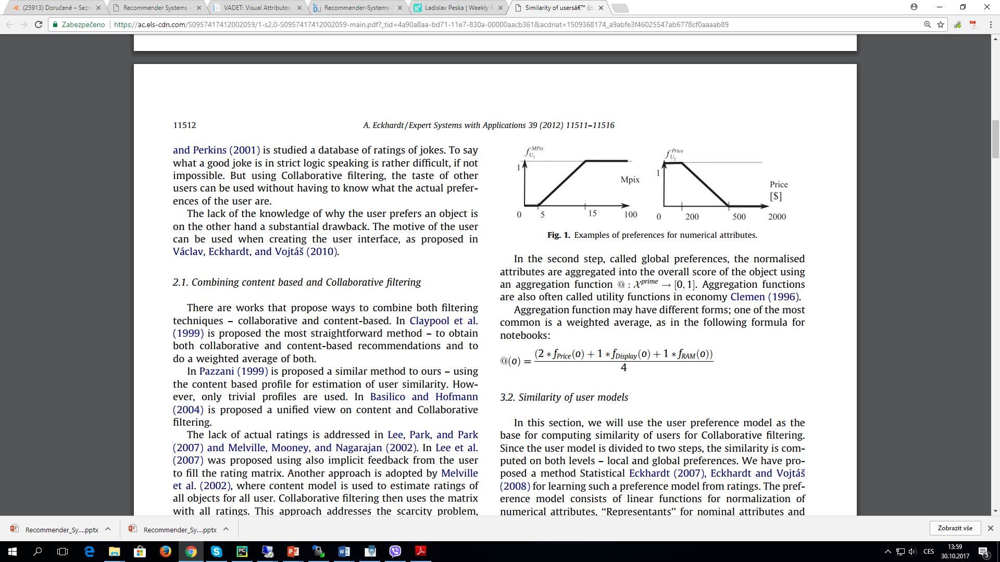 (25913) Doručené – Sezn
Recommender Systems -
VADET: Visual Attributes
Recommender-Systems-
Ladislav Peska | Weekly R
Similarity of usersâ€™ (co
Zabezpečeno
https://ac.els-cdn.com/S0957417412002059/1-s2.0-S0957417412002059-main.pdf?_tid=4a90a8aa-bd71-11e7-830a-00000aacb361&acdnat=1509368174_a9abfe3f46025547ab6778cf0aaaab89
11512
A. Eckhardt/Expert Systems with Applications 39 (2012) 11511–11516
and Perkins (2001) is studied a database of ratings of jokes. To say
what a good joke is in strict logic speaking is rather difficult, if not
impossible. But using Collaborative filtering, the taste of other
users can be used without having to know what the actual prefer-
ences of the user are.
The lack of the knowledge of why the user prefers an object is
on the other hand a substantial drawback. The motive of the user
can be used when creating the user interface, as proposed in
Václav, Eckhardt, and Vojtáš (2010).
2.1. Combining content based and Collaborative filtering
There are works that propose ways to combine both filtering
techniques – collaborative and content-based. In Claypool et al.
(1999) is proposed the most straightforward method – to obtain
both collaborative and content-based recommendations and to
do a weighted average of both.
In Pazzani (1999) is proposed a similar method to ours – using
the content based profile for estimation of user similarity. How-
ever, only trivial profiles are used. In Basilico and Hofmann
(2004) is proposed a unified view on content and Collaborative
filtering.
The lack of actual ratings is addressed in Lee, Park, and Park
(2007) and Melville, Mooney, and Nagarajan (2002). In Lee et al.
(2007) was proposed using also implicit feedback from the user
to fill the rating matrix. Another approach is adopted by Melville
et al. (2002), where content model is used to estimate ratings of
all objects for all user. Collaborative filtering then uses the matrix
with all ratings. This approach addresses the scarcity problem,
f U1 MPix
1
Mpix
0 5 15 100
f U2 Price
1
Price
[$]
0 200 500 2000
Fig. 1. Examples of preferences for numerical attributes.
In the second step, called global preferences, the normalised
attributes are aggregated into the overall score of the object using
an aggregation function @ : X^prime → [0, 1]. Aggregation functions
are also often called utility functions in economy Clemen (1996).
Aggregation function may have different forms; one of the most
common is a weighted average, as in the following formula for
notebooks:
@(o) = (2 * fPrice(o) + 1 * fDisplay(o) + 1 * fRAM(o))
4
3.2. Similarity of user models
In this section, we will use the user preference model as the
base for computing similarity of users for Collaborative filtering.
Since the user model is divided to two steps, the similarity is com-
puted on both levels – local and global preferences. We have pro-
posed a method Statistical Eckhardt (2007), Eckhardt and Vojtáš
(2008) for learning such a preference model from ratings. The pref-
erence model consists of linear functions for normalization of
numerical attributes, “Representants” for nominal attributes and
Recommender_Sy....pptx
Recommender_Sy....pptx
Zobrazit vše
CES
13:59
30.10.2017
5